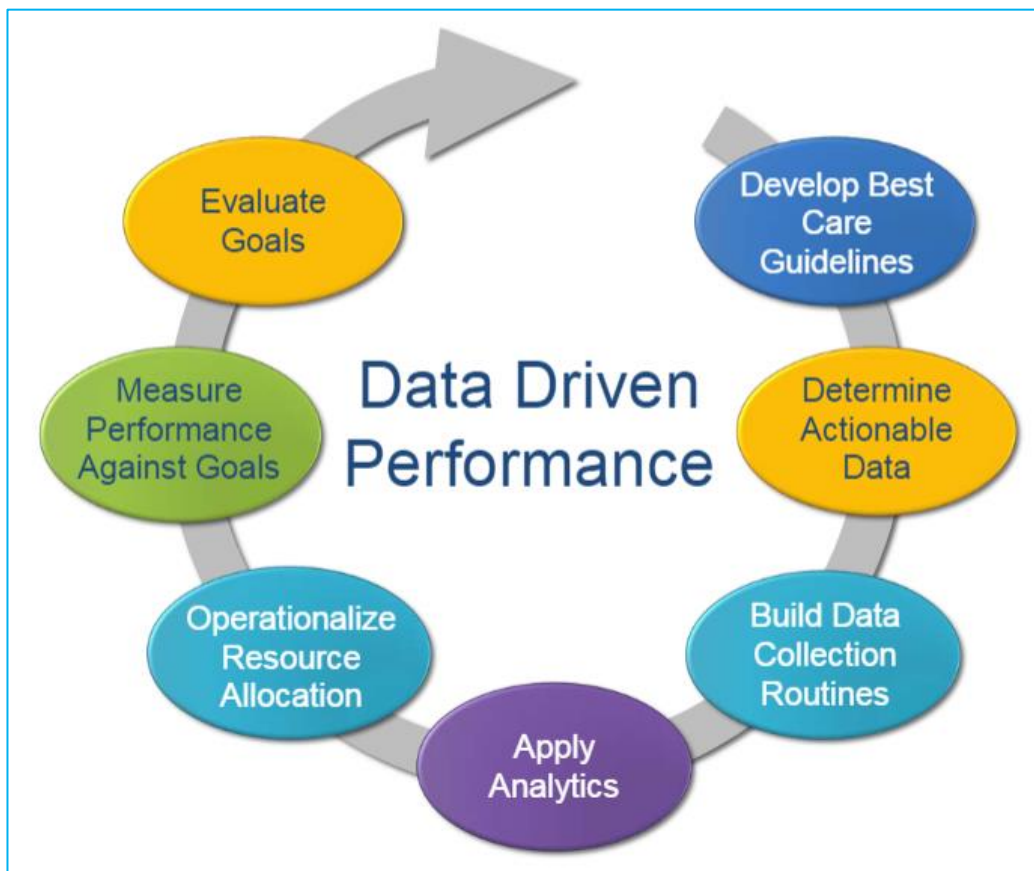 Data Driven
Performance
Develop Best
Care
Guidelines
Determine
Actionable
Data
Build Data
Collection
Routines
Apply
Analytics
Operationalize
Resource
Allocation
Measure
Performance
Against Goals
Evaluate
Goals